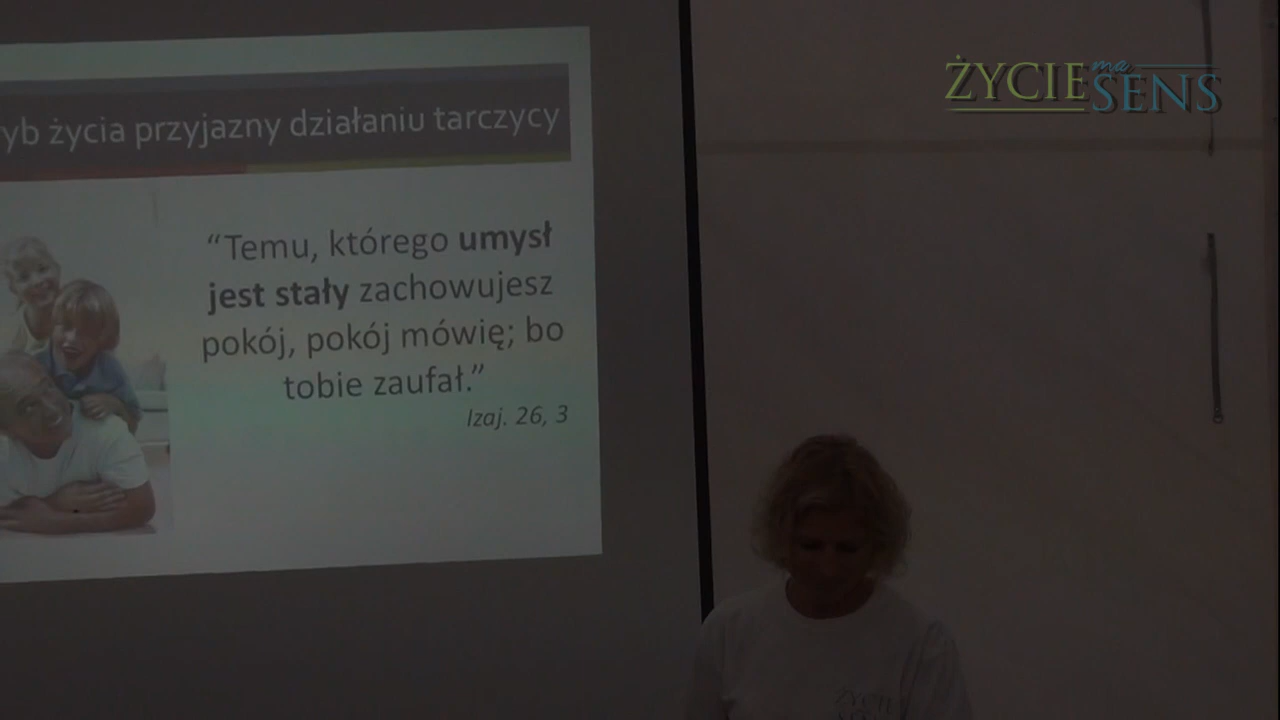 ŻYCIE ma SENS
yb życia przyjazny działaniu tarczycy
“Temu, którego umysł
jest stały zachowujesz
pokój, pokój mówię; bo
tobie zaufał.”
Izaj. 26, 3
ŻYCIE